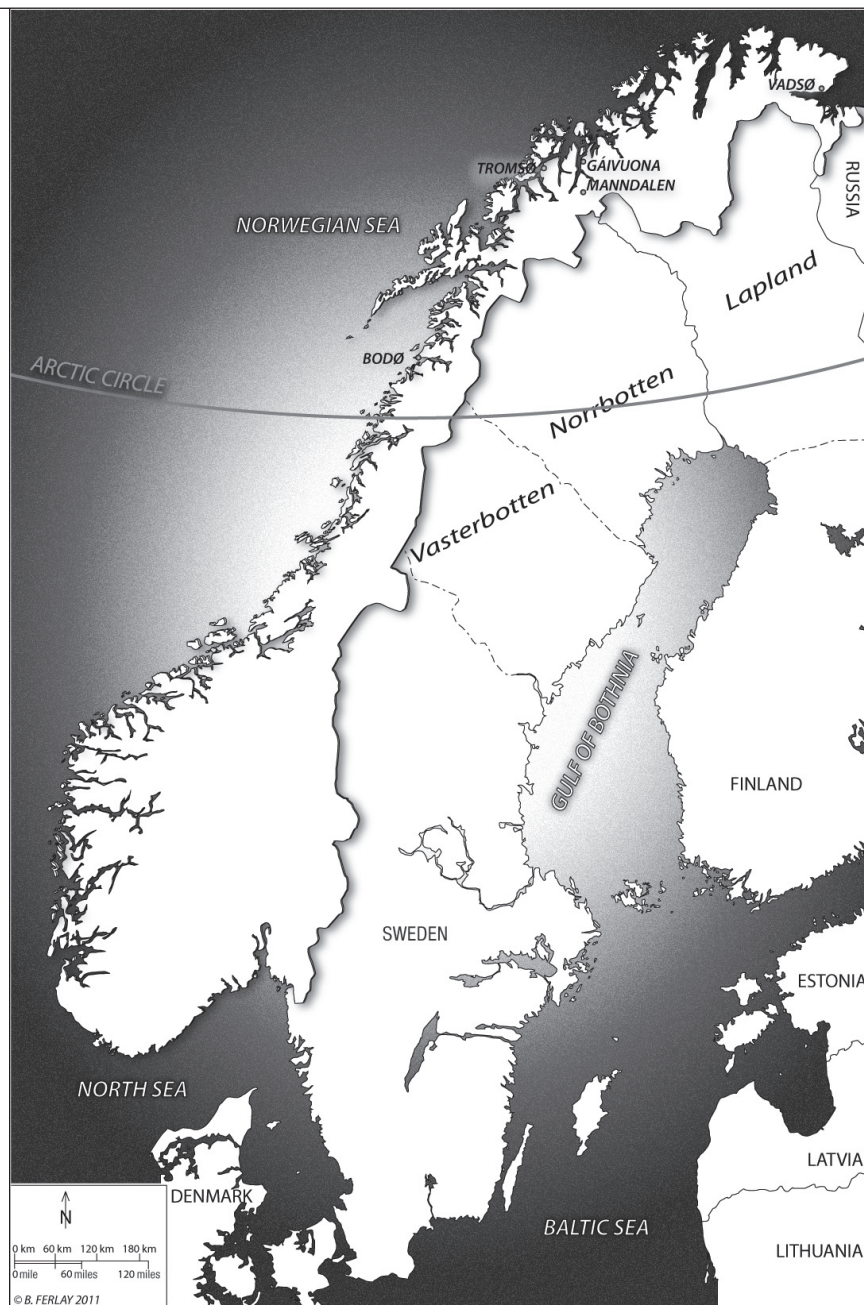 VADSØ
TROMSØ
GÁIVUONA
MANNDALEN
RUSSIA
NORWEGIAN SEA
Lapland
BODØ
ARCTIC CIRCLE
Norrbotten
Vasterbotten
GULF OF BOTHNIA
FINLAND
SWEDEN
ESTONIA
NORTH SEA
LATVIA
DENMARK
N
BALTIC SEA
LITHUANIA
0 km 60 km 120 km 180 km
0 mile 60 miles 120 miles
© B. FERLAY 2011